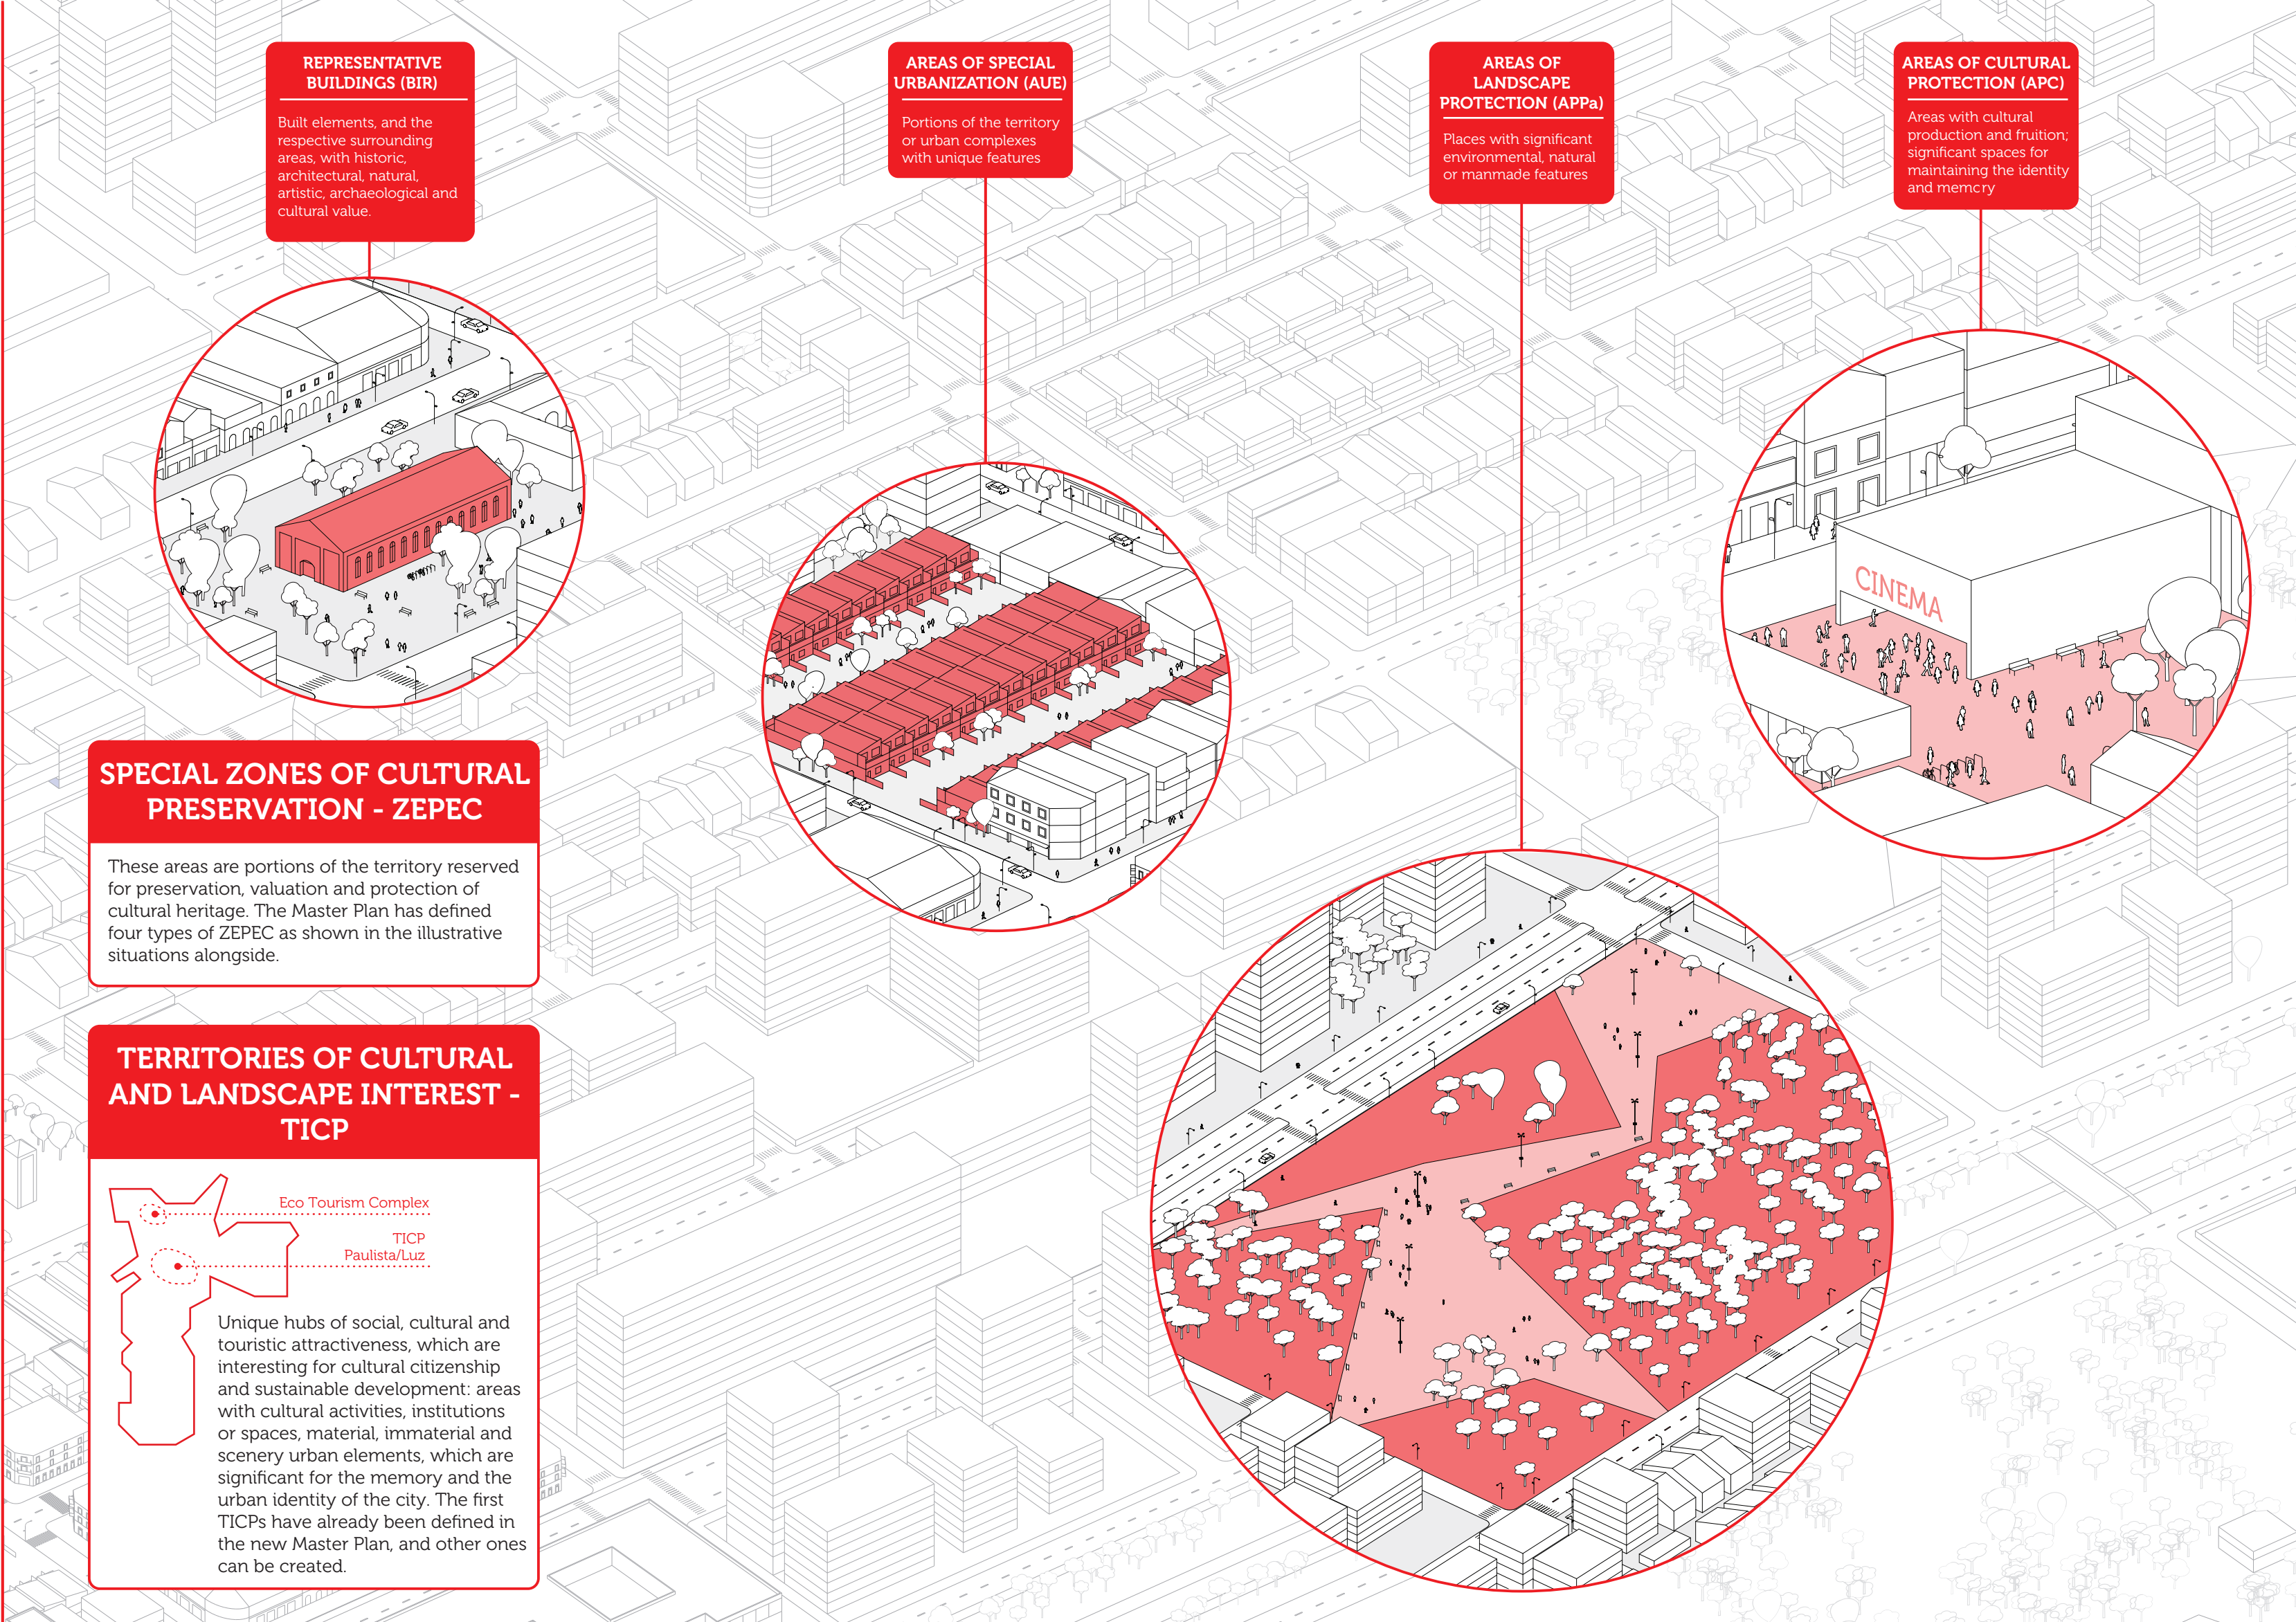 REPRESENTATIVE
BUILDINGS (BIR)
Built elements, and the
respective surrounding
areas, with historic,
architectural, natural,
artistic, archaeological and
cultural value.
AREAS OF SPECIAL
URBANIZATION (AUE)
Portions of the territory
or urban complexes
with unique features
AREAS OF
LANDSCAPE
PROTECTION (APPa)
Places with significant
environmental, natural
or manmade features
AREAS OF CULTURAL
PROTECTION (APC)
Areas with cultural
production and fruition;
significant spaces for
maintaining the identity
and memory
CINEMA
SPECIAL ZONES OF CULTURAL
PRESERVATION - ZEPEC
These areas are portions of the territory reserved
for preservation, valuation and protection of
cultural heritage. The Master Plan has defined
four types of ZEPEC as shown in the illustrative
situations alongside.
TERRITORIES OF CULTURAL
AND LANDSCAPE INTEREST -
TICP
Eco Tourism Complex
TICP
Paulista/Luz
Unique hubs of social, cultural and
touristic attractiveness, which are
interesting for cultural citizenship
and sustainable development: areas
with cultural activities, institutions
or spaces, material, immaterial and
scenery urban elements, which are
significant for the memory and the
urban identity of the city. The first
TICPs have already been defined in
the new Master Plan, and other ones
can be created.